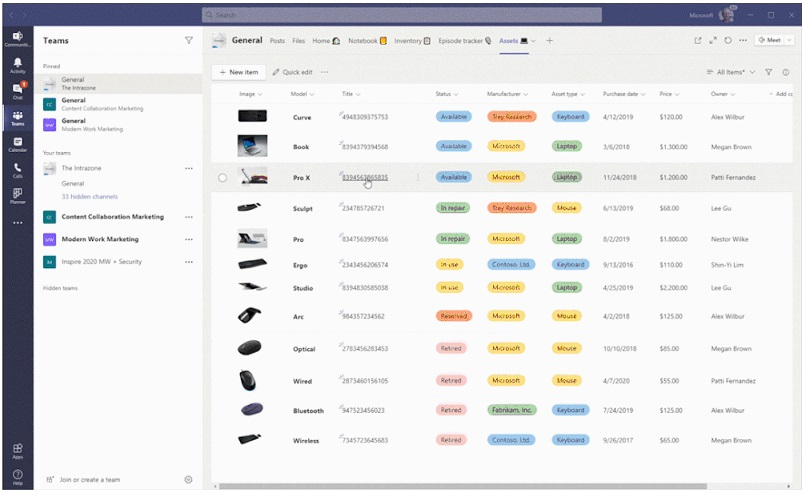 Search
Microsoft
Communiti...
Activity
Chat
Teams
Calendar
Calls
Planner
Apps
Help
Teams
Pinned
General
The Intrazone
CC General
Content Collaboration Marketing
MW General
Modern Work Marketing
Your teams
The Intrazone
General
33 hidden channels
CC Content Collaboration Marketing
MW Modern Work Marketing
Inspire 2020 MW + Security
Hidden teams
Join or create a team
General Posts Files Home Notebook Inventory Episode tracker Assets Meet
+ New item Quick edit All Items*
Image Model Title Status Manufacturer Asset type Purchase date Price Owner + Add co
Curve 4948309375753 Available Trey Research Keyboard 4/12/2019 $120.00 Alex Wilbur
Book 8394379394568 Available Microsoft Laptop 3/6/2018 $1,300.00 Megan Brown
Pro X 8394563865835 Available Microsoft Laptop 11/24/2018 $1,200.00 Patti Fernandez
Sculpt 234785726721 In repair Trey Research Mouse 6/13/2019 $68.00 Lee Gu
Pro 8347563997656 In repair Microsoft Laptop 8/2/2019 $1,800.00 Nestor Wilke
Ergo 2343456206574 In use Contoso, Ltd. Keyboard 9/13/2016 $110.00 Shin-Yi Lim
Studio 8394830585038 In use Microsoft Laptop 4/25/2019 $2,200.00 Lee Gu
Arc 984357234562 Reserved Microsoft Mouse 4/2/2018 $125.00 Alex Wilbur
Optical 2783456283453 Retired Microsoft Mouse 10/10/2018 $85.00 Megan Brown
Wired 2873460156105 Retired Microsoft Mouse 4/7/2020 $55.00 Patti Fernandez
Bluetooth 947523456023 Retired Fabrikam, Inc. Keyboard 7/24/2019 $125.00 Alex Wilbur
Wireless 7345723645683 Retired Contoso, Ltd. Keyboard 9/26/2017 $65.00 Megan Brown